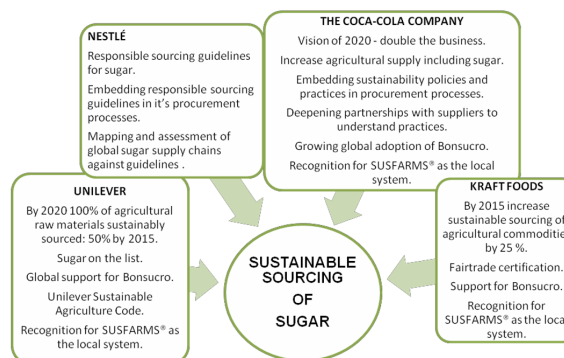 NESTLÉ
Responsible sourcing guidelines
for sugar.
Embedding responsible sourcing
guidelines in it's procurement
processes.
Mapping and assessment of
global sugar supply chains
against guidelines .
THE COCA-COLA COMPANY
Vision of 2020 - double the business.
Increase agricultural supply including sugar.
Embedding sustainability policies and
practices in procurement processes.
Deepening partnerships with suppliers to
understand practices.
Growing global adoption of Bonsucro.
Recognition for SUSFARMS® as the local
system.
UNILEVER
By 2020 100% of agricultural
raw materials sustainably
sourced: 50% by 2015.
Sugar on the list.
Global support for Bonsucro.
Unilever Sustainable
Agriculture Code.
Recognition for SUSFARMS® as
the local system.
KRAFT FOODS
By 2015 increase
sustainable sourcing of
agricultural commoditie
by 25 %.
Fairtrade certification.
Support for Bonsucro.
Recognition for
SUSFARMS® as the local
system.
SUSTAINABLE
SOURCING
OF
SUGAR